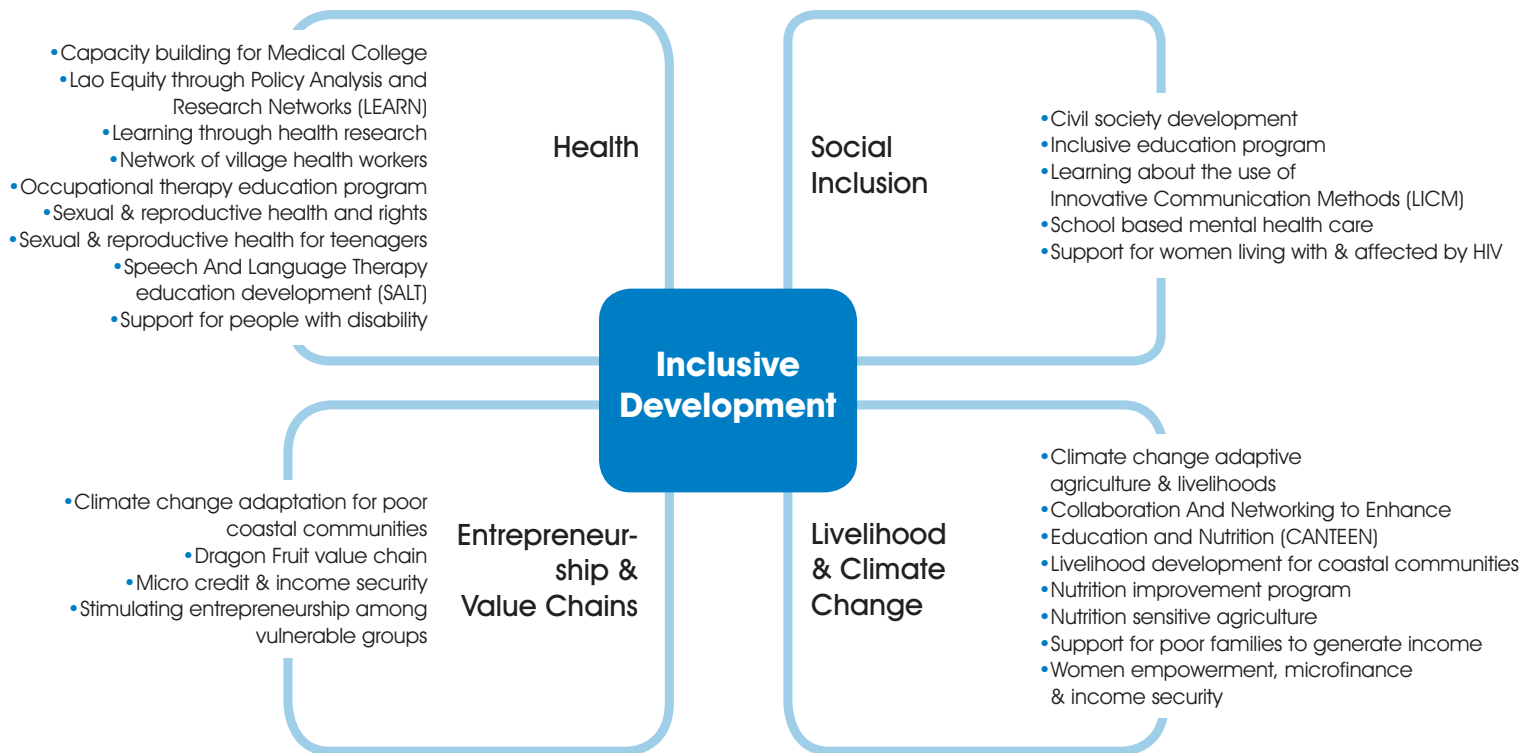 •Capacity building for Medical College
•Lao Equity through Policy Analysis and
Research Networks (LEARN)
•Learning through health research
•Network of village health workers
•Occupational therapy education program
•Sexual & reproductive health and rights
•Sexual & reproductive health for teenagers
•Speech And Language Therapy
education development (SALT)
•Support for people with disability
Health
Social
Inclusion
•Civil society development
•Inclusive education program
•Learning about the use of
Innovative Communication Methods (LICM)
•School based mental health care
•Support for women living with & affected by HIV
Inclusive
Development
•Climate change adaptation for poor
coastal communities
•Dragon Fruit value chain
•Micro credit & income security
•Stimulating entrepreneurship among
vulnerable groups
Entrepreneur-
ship &
Value Chains
Livelihood
& Climate
Change
•Climate change adaptive
agriculture & livelihoods
•Collaboration And Networking to Enhance
•Education and Nutrition (CANTEEN)
•Livelihood development for coastal communities
•Nutrition improvement program
•Nutrition sensitive agriculture
•Support for poor families to generate income
•Women empowerment, microfinance
& income security